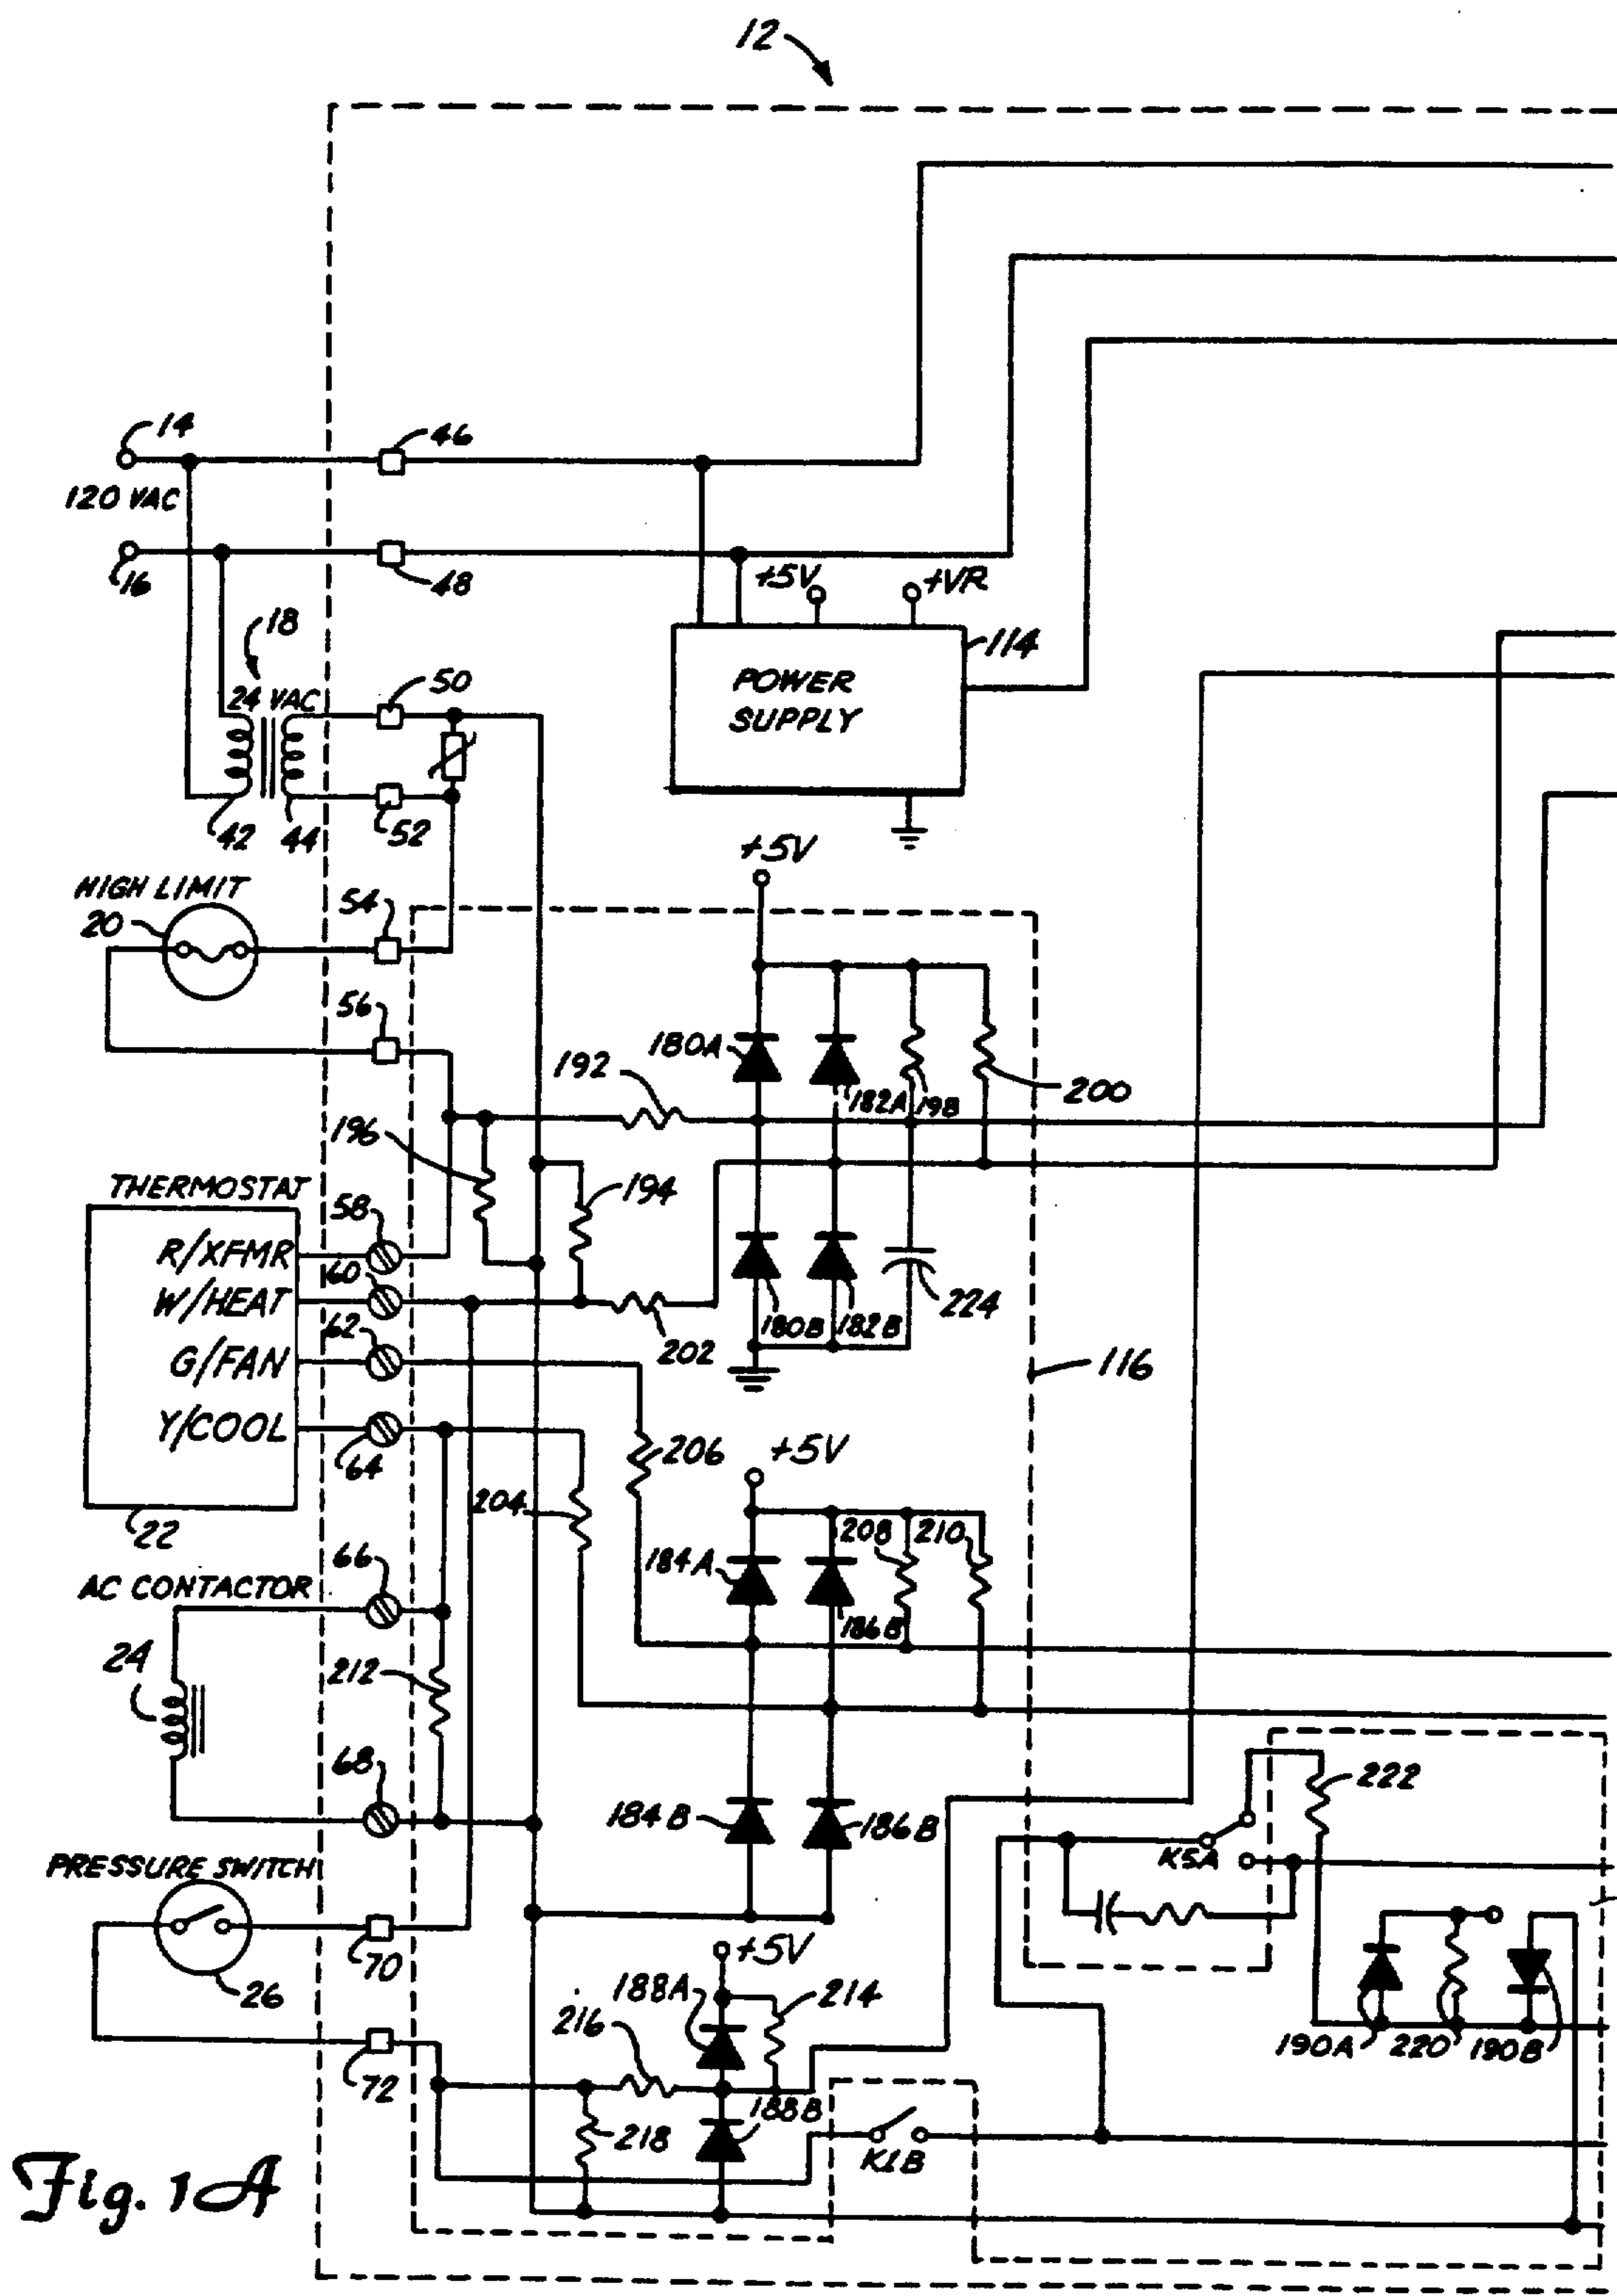 12
14
46
120 VAC
16
48
+5V
+VR
18
114
24 VAC
50
POWER
SUPPLY
42
44
52
+5V
HIGH LIMIT
20
54
56
180A
192
182A
198
200
196
THERMOSTAT
58
194
R/XFMR
60
W/HEAT
224
62
180B
182B
202
G/FAN
116
Y/COOL
206
+5V
64
204
22
208
210
66
184A
AC CONTACTOR
186B
24
212
68
222
184B
186B
K5A
PRESSURE SWITCH
70
+5V
26
188A
214
216
190A
220
190B
72
188B
218
K1B
Fig. 1A